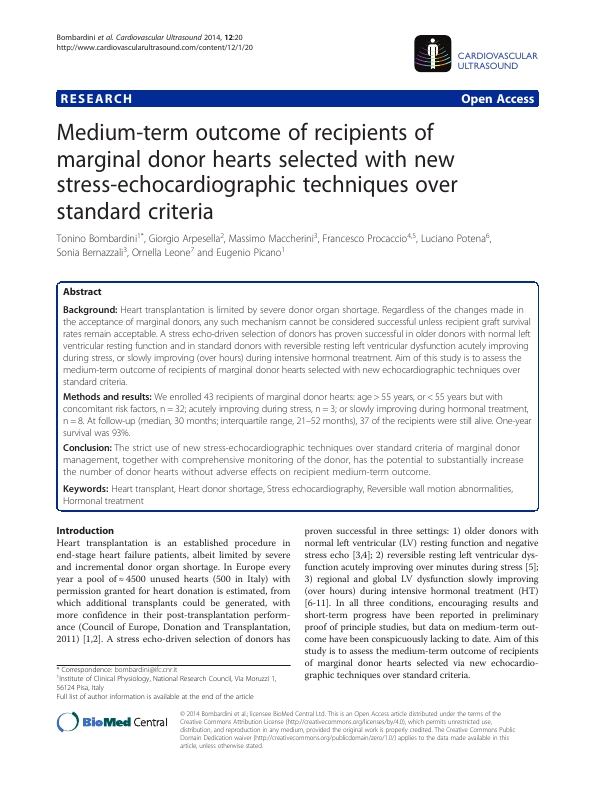 Bombardini et al. Cardiovascular Ultrasound 2014, 12:20
http://www.cardiovascularultrasound.com/content/12/1/20
CARDIOVASCULAR
ULTRASOUND
RESEARCH
Open Access
Medium-term outcome of recipients of
marginal donor hearts selected with new
stress-echocardiographic techniques over
standard criteria
Tonino Bombardini1*, Giorgio Arpesella2, Massimo Maccherini3, Francesco Procaccio4,5, Luciano Potena6,
Sonia Bernazzali3, Ornella Leone7 and Eugenio Picano1
Abstract
Background: Heart transplantation is limited by severe donor organ shortage. Regardless of the changes made in
the acceptance of marginal donors, any such mechanism cannot be considered successful unless recipient graft survival
rates remain acceptable. A stress echo-driven selection of donors has proven successful in older donors with normal left
ventricular resting function and in standard donors with reversible resting left ventricular dysfunction acutely improving
during stress, or slowly improving (over hours) during intensive hormonal treatment. Aim of this study is to assess the
medium-term outcome of recipients of marginal donor hearts selected with new echocardiographic techniques over
standard criteria.
Methods and results: We enrolled 43 recipients of marginal donor hearts: age > 55 years, or < 55 years but with
concomitant risk factors, n = 32; acutely improving during stress, n = 3; or slowly improving during hormonal treatment,
n = 8. At follow-up (median, 30 months; interquartile range, 21–52 months), 37 of the recipients were still alive. One-year
survival was 93%.
Conclusion: The strict use of new stress-echocardiographic techniques over standard criteria of marginal donor
management, together with comprehensive monitoring of the donor, has the potential to substantially increase
the number of donor hearts without adverse effects on recipient medium-term outcome.
Keywords: Heart transplant, Heart donor shortage, Stress echocardiography, Reversible wall motion abnormalities,
Hormonal treatment
Introduction
Heart transplantation is an established procedure in
end-stage heart failure patients, albeit limited by severe
and incremental donor organ shortage. In Europe every
year a pool of ≈ 4500 unused hearts (500 in Italy) with
permission granted for heart donation is estimated, from
which additional transplants could be generated, with
more confidence in their post-transplantation perform-
ance (Council of Europe, Donation and Transplantation,
2011) [1,2]. A stress echo-driven selection of donors has
proven successful in three settings: 1) older donors with
normal left ventricular (LV) resting function and negative
stress echo [3,4]; 2) reversible resting left ventricular dys-
function acutely improving over minutes during stress [5];
3) regional and global LV dysfunction slowly improving
(over hours) during intensive hormonal treatment (HT)
[6-11]. In all three conditions, encouraging results and
short-term progress have been reported in preliminary
proof of principle studies, but data on medium-term out-
come have been conspicuously lacking to date. Aim of this
study is to assess the medium-term outcome of recipients
of marginal donor hearts selected via new echocardio-
graphic techniques over standard criteria.
* Correspondence: bombardini@ifc.cnr.it
1Institute of Clinical Physiology, National Research Council, Via Moruzzi 1,
56124 Pisa, Italy
Full list of author information is available at the end of the article
BioMed Central
© 2014 Bombardini et al.; licensee BioMed Central Ltd. This is an Open Access article distributed under the terms of the
Creative Commons Attribution License (http://creativecommons.org/licenses/by/4.0), which permits unrestricted use,
distribution, and reproduction in any medium, provided the original work is properly credited. The Creative Commons Public
Domain Dedication waiver (http://creativecommons.org/publicdomain/zero/1.0/) applies to the data made available in this
article, unless otherwise stated.